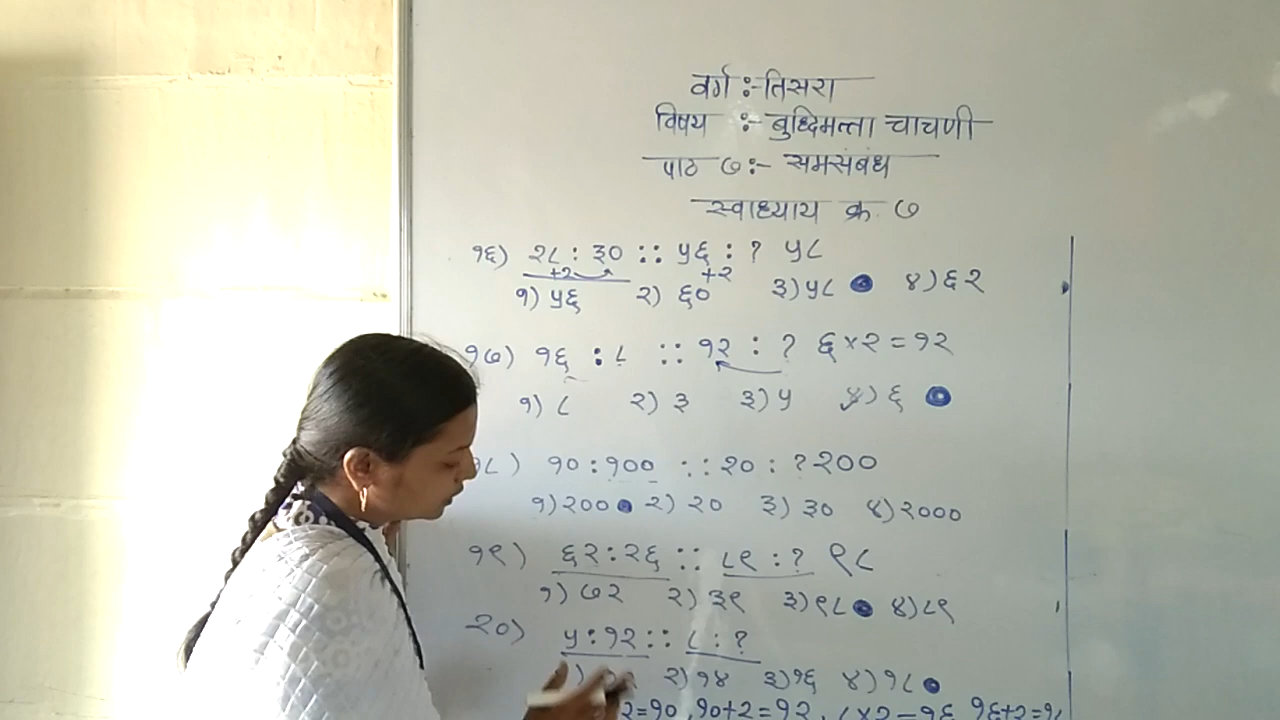 वर्ग :- तिसरा
विषय :- बुध्दिमत्ता चाचणी
पाठ ७ :- समसंबंध
स्वाध्याय क्र. ७
१६) २८ : ३० :: ५६ : ? ५८
+२ +२
१) ५६ २) ६० ३) ५८ ४) ६२
१७) १६ : ८ :: १२ : ? ६ × २ = १२
१) ८ २) ३ ३) ५ ४) ६
१८) १० : १०० :: २० : ? २००
१) २०० २) २० ३) ३० ४) २०००
१९) ६२ : २६ :: ८९ : ? ९८
१) ७२ २) ३९ ३) ९८ ४) ८९
२०) ५ : १२ :: ८ : ?
२) १४ ३) १६ ४) १८
२ = १०, १० + २ = १२, ८ × २ = १६, १६ + २ = १८